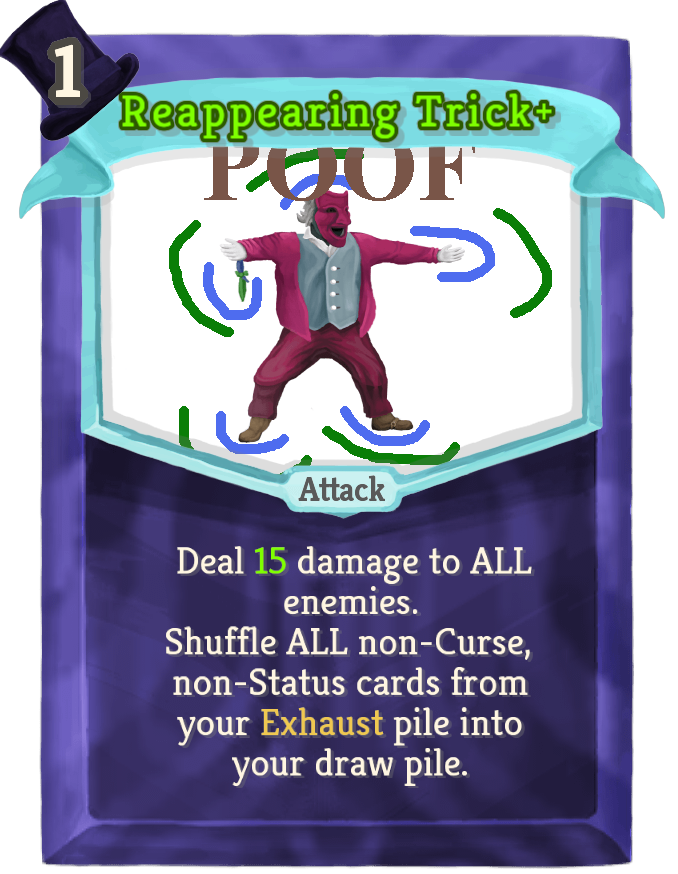 1
Reappearing Trick+
POOF
Attack
Deal 15 damage to ALL
enemies.
Shuffle ALL non-Curse,
non-Status cards from
your Exhaust pile into
your draw pile.